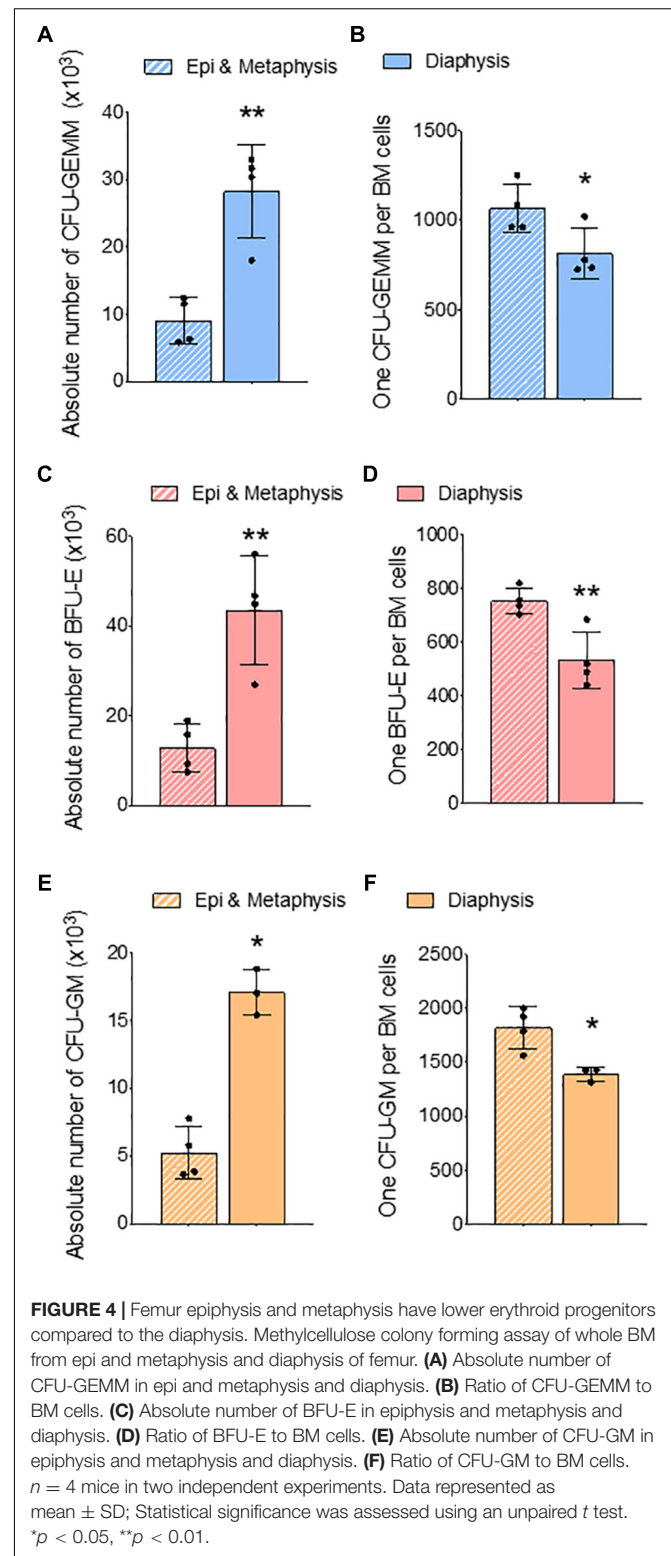 A
B
Epi & Metaphysis
Diaphysis
Absolute number of CFU-GEMM (x10³)
40
30
20
10
0
**
One CFU-GEMM per BM cells
1500
1000
500
0
*
C
D
Epi & Metaphysis
Diaphysis
Absolute number of BFU-E (x10³)
60
40
20
0
**
One BFU-E per BM cells
1000
800
600
400
200
0
**
E
F
Epi & Metaphysis
Diaphysis
Absolute number of CFU-GM (x10³)
20
15
10
5
0
*
One CFU-GM per BM cells
2500
2000
1500
1000
500
0
*
FIGURE 4 | Femur epiphysis and metaphysis have lower erythroid progenitors
compared to the diaphysis. Methylcellulose colony forming assay of whole BM
from epi and metaphysis and diaphysis of femur. (A) Absolute number of
CFU-GEMM in epi and metaphysis and diaphysis. (B) Ratio of CFU-GEMM to
BM cells. (C) Absolute number of BFU-E in epiphysis and metaphysis and
diaphysis. (D) Ratio of BFU-E to BM cells. (E) Absolute number of CFU-GM in
epiphysis and metaphysis and diaphysis. (F) Ratio of CFU-GM to BM cells.
n = 4 mice in two independent experiments. Data represented as
mean ± SD; Statistical significance was assessed using an unpaired t test.
*p < 0.05, **p < 0.01.